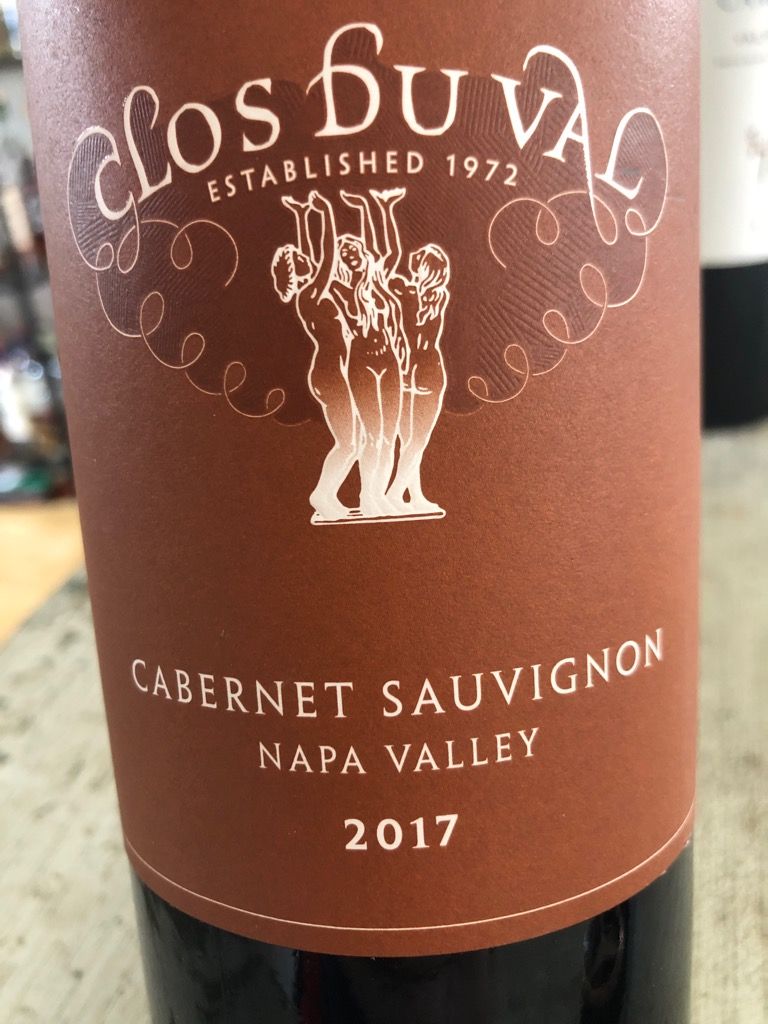 CLOS DU VAL
ESTABLISHED 1972
CABERNET SAUVIGNON
NAPA VALLEY
2017